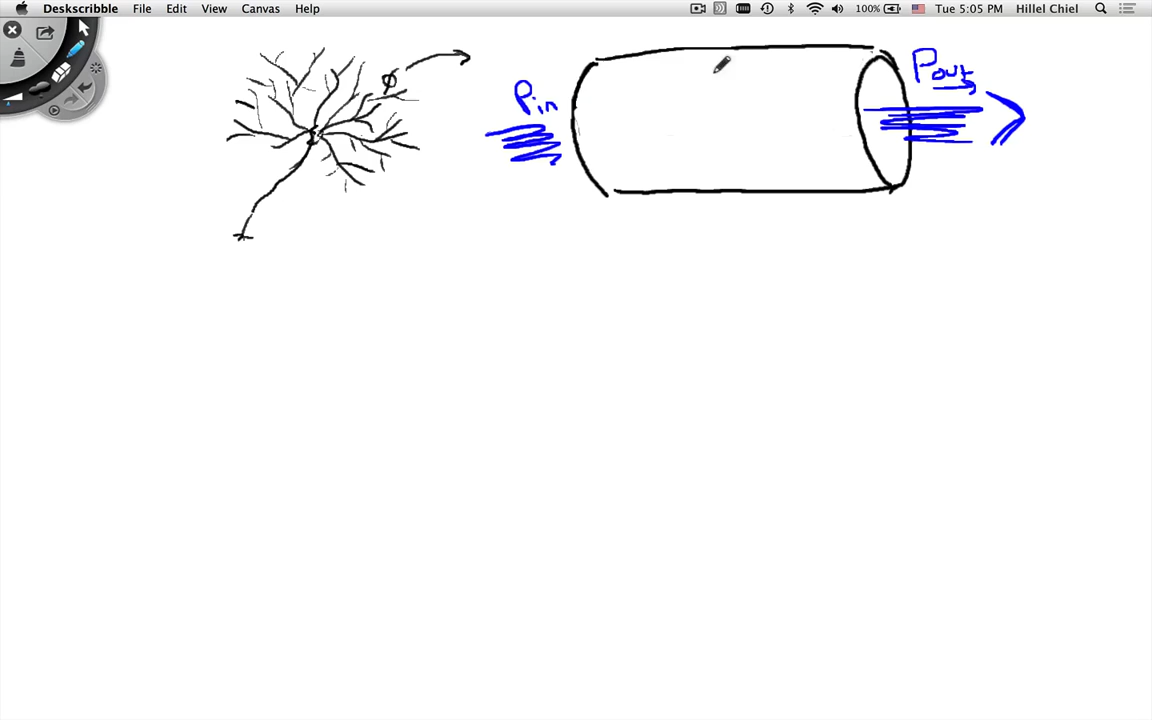 Deskscribble File Edit View Canvas Help 100% Tue 5:05 PM Hillel Chiel
Φ
Pin
Pout